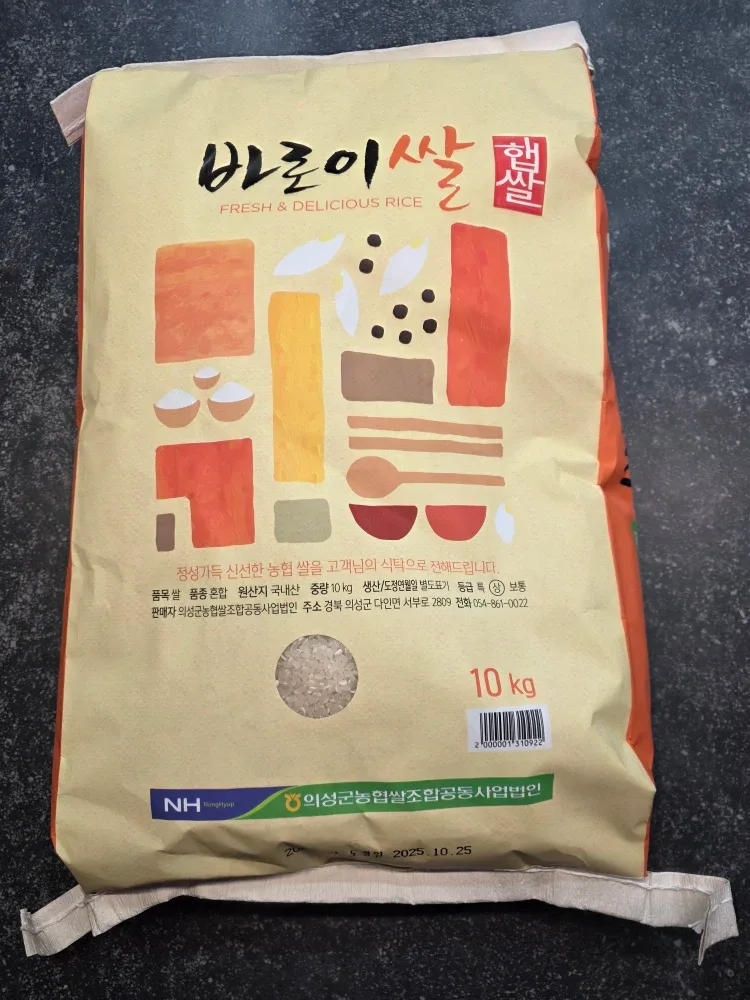 바로이쌀
햅쌀
FRESH & DELICIOUS RICE
정성가득 신선한 농협 쌀을 고객님의 식탁으로 전해드립니다.
품목 쌀 품종 혼합 원산지 국내산 중량 10 kg 생산/도정연월일 별도표기 등급 특 상 보통
판매자 의성군농협쌀조합공동사업법인 주소 경북 의성군 다인면 서부로 2809 전화 054-861-0022
10 kg
2 000001 310922
NH NongHyup 의성군농협쌀조합공동사업법인
2025.10.25